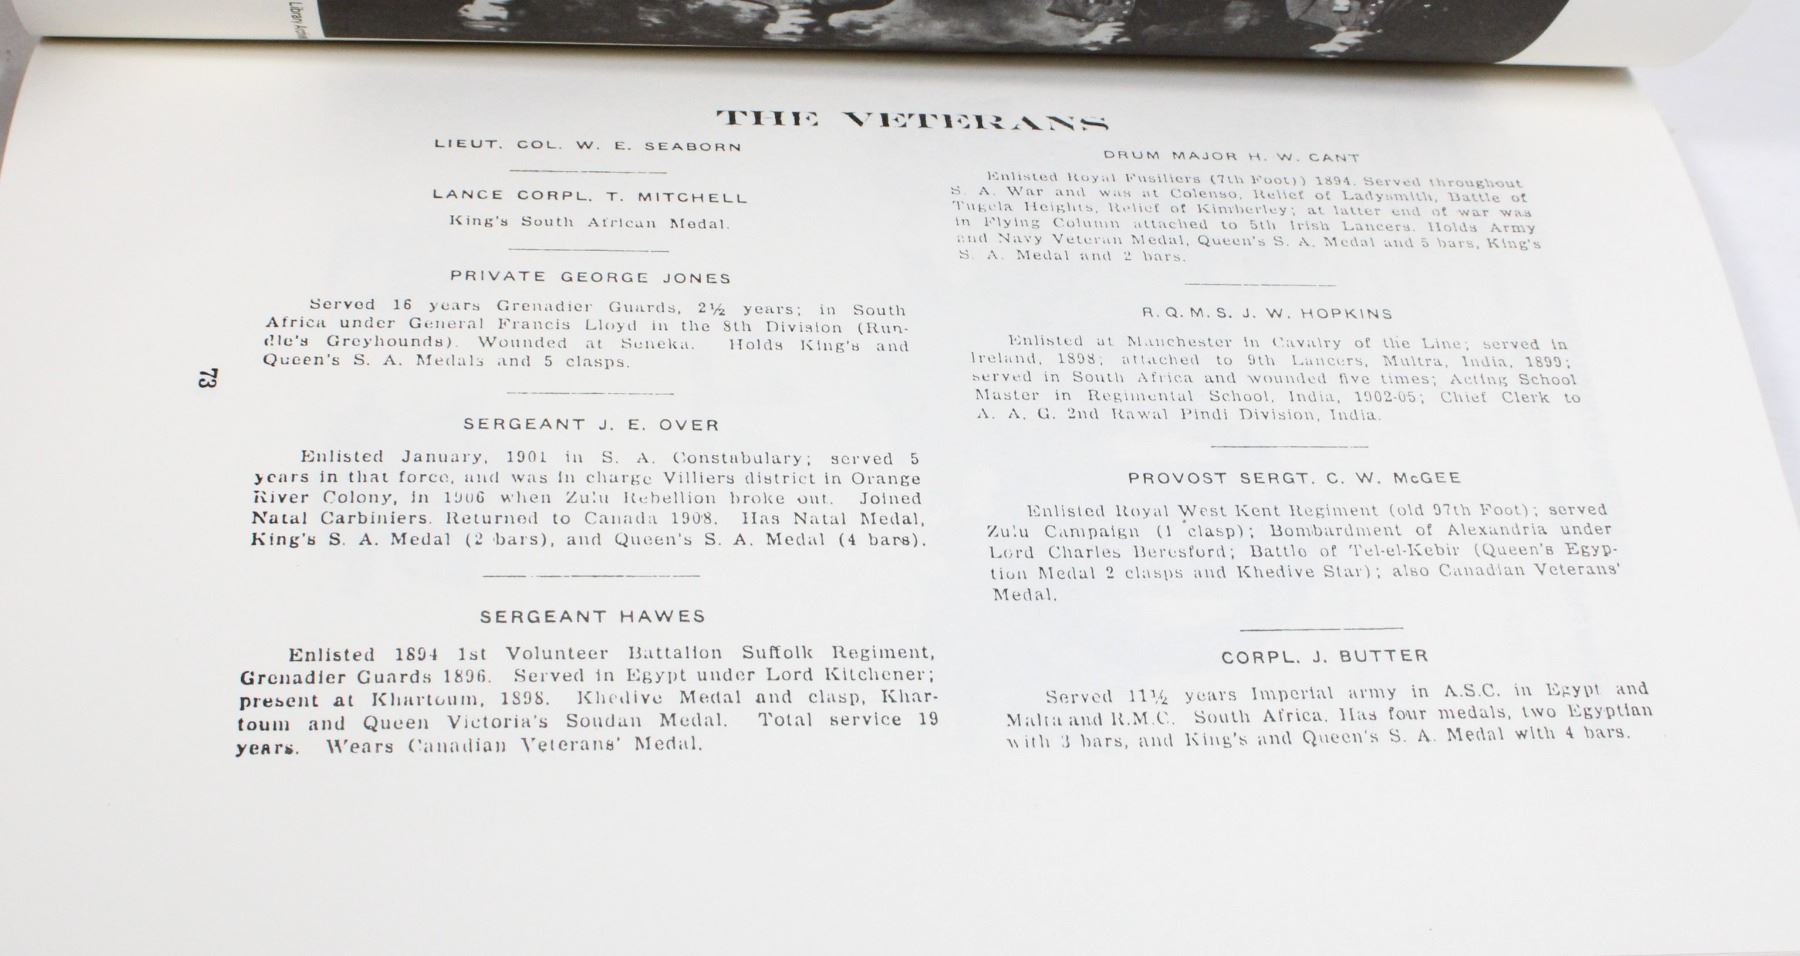 Library Archi
THE VETERANS
LIEUT. COL. W. E. SEABORN
LANCE CORPL. T. MITCHELL
King's South African Medal.
PRIVATE GEORGE JONES
Served 16 years Grenadier Guards, 2½ years; in South
Africa under General Francis Lloyd in the 8th Division (Run-
dle's Greyhounds). Wounded at Seneka. Holds King's and
Queen's S. A. Medals and 5 clasps.
73
SERGEANT J. E. OVER
Enlisted January, 1901 in S. A. Constabulary; served 5
years in that force, and was in charge Villiers district in Orange
River Colony, in 1906 when Zulu Rebellion broke out. Joined
Natal Carbiniers. Returned to Canada 1908. Has Natal Medal,
King's S. A. Medal (2 bars), and Queen's S. A. Medal (4 bars).
SERGEANT HAWES
Enlisted 1894 1st Volunteer Battalion Suffolk Regiment,
Grenadier Guards 1896. Served in Egypt under Lord Kitchener;
present at Khartoum, 1898. Khedive Medal and clasp, Khar-
toum and Queen Victoria's Soudan Medal. Total service 19
years. Wears Canadian Veterans' Medal.
DRUM MAJOR H. W. CANT
Enlisted Royal Fusiliers (7th Foot)) 1894. Served throughout
S. A. War and was at Colenso, Relief of Ladysmith, Battle of
Tugela Heights, Relief of Kimberley; at latter end of war was
in Flying Column attached to 5th Irish Lancers. Holds Army
and Navy Veteran Medal, Queen's S. A. Medal and 5 bars, King's
S. A. Medal and 2 bars.
R. Q. M. S. J. W. HOPKINS
Enlisted at Manchester in Cavalry of the Line; served in
Ireland, 1898; attached to 9th Lancers, Multra, India, 1899;
served in South Africa and wounded five times; Acting School
Master in Regimental School, India, 1902-05; Chief Clerk to
A. A. G. 2nd Rawal Pindi Division, India.
PROVOST SERGT. C. W. McGEE
Enlisted Royal West Kent Regiment (old 97th Foot); served
Zulu Campaign (1 clasp); Bombardment of Alexandria under
Lord Charles Beresford; Battle of Tel-el-Kebir (Queen's Egyp-
tion Medal 2 clasps and Khedive Star); also Canadian Veterans'
Medal.
CORPL. J. BUTTER
Served 11½ years Imperial army in A.S.C. in Egypt and
Malta and R.M.C. South Africa. Has four medals, two Egyptian
with 3 bars, and King's and Queen's S. A. Medal with 4 bars.